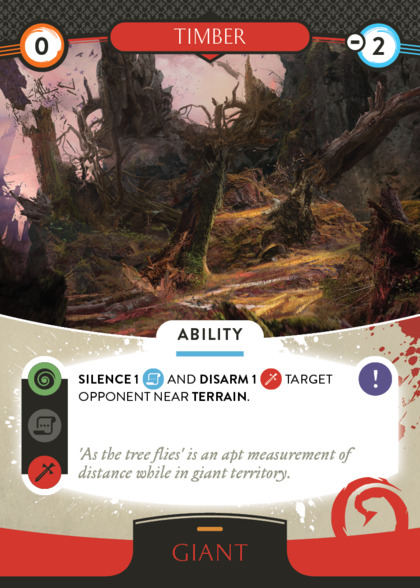 0
TIMBER
-2
ABILITY
SILENCE 1 AND DISARM 1 TARGET
OPPONENT NEAR TERRAIN.
!
'As the tree flies' is an apt measurement of
distance while in giant territory.
GIANT